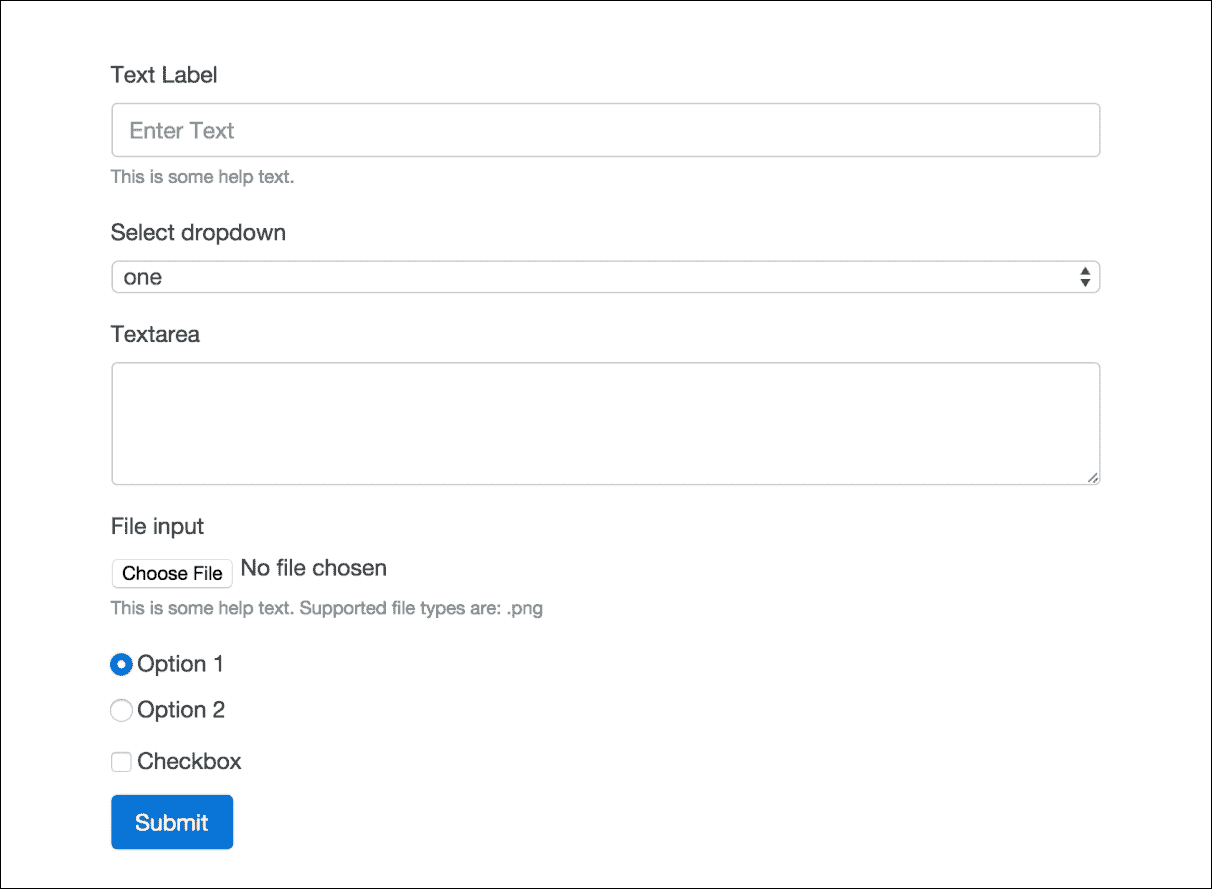 Text Label
Enter Text
This is some help text.
Select dropdown
one
Textarea
File input
Choose File No file chosen
This is some help text. Supported file types are: .png
Option 1
Option 2
Checkbox
Submit